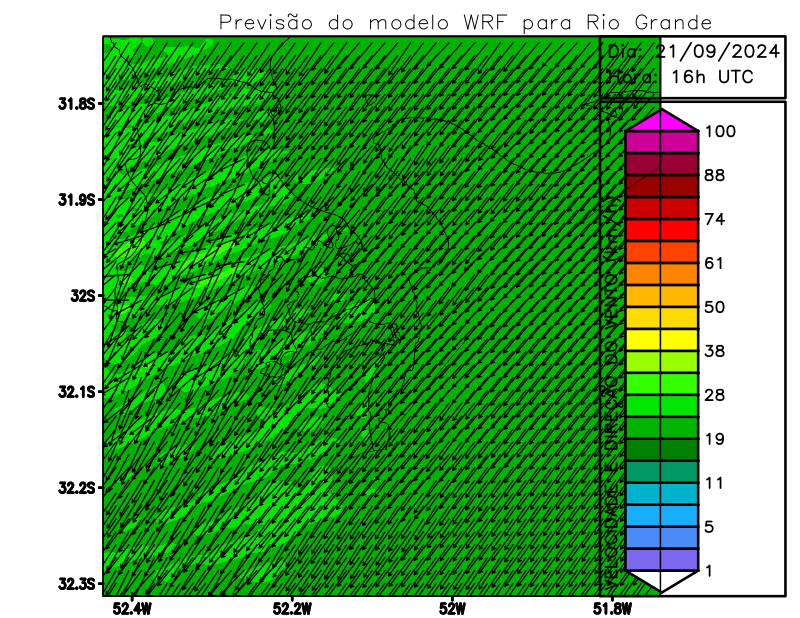 Previsão do modelo WRF para Rio Grande
Dia: 21/09/2024
Hora: 16h UTC
31.8S
31.9S
32S
32.1S
32.2S
32.3S
52.4W
52.2W
52W
51.8W
VELOCIDADE E DIREÇÃO DO VENTO (km/h)
100
88
74
61
50
38
28
19
11
5
1